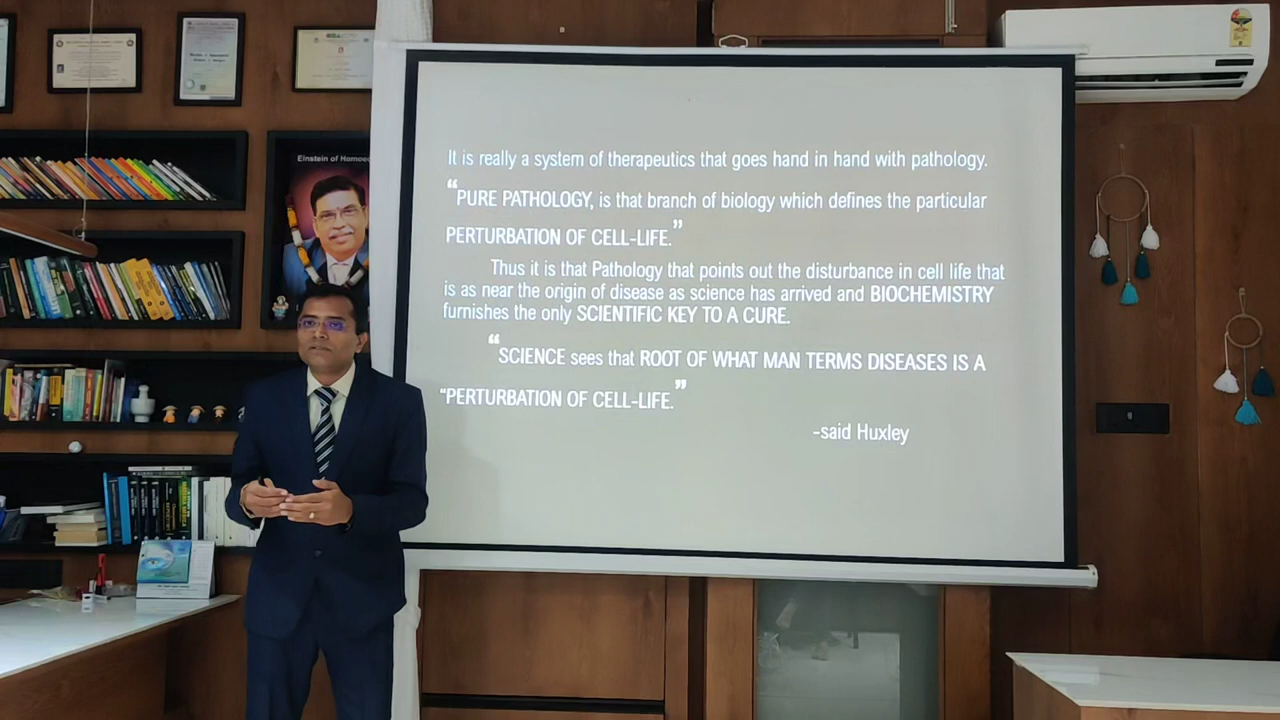 Einstein of Homoeo
It is really a system of therapeutics that goes hand in hand with pathology.
“PURE PATHOLOGY, is that branch of biology which defines the particular
PERTURBATION OF CELL-LIFE.”
Thus it is that Pathology that points out the disturbance in cell life that
is as near the origin of disease as science has arrived and BIOCHEMISTRY
furnishes the only SCIENTIFIC KEY TO A CURE.
“SCIENCE sees that ROOT OF WHAT MAN TERMS DISEASES IS A
“PERTURBATION OF CELL-LIFE.”
-said Huxley